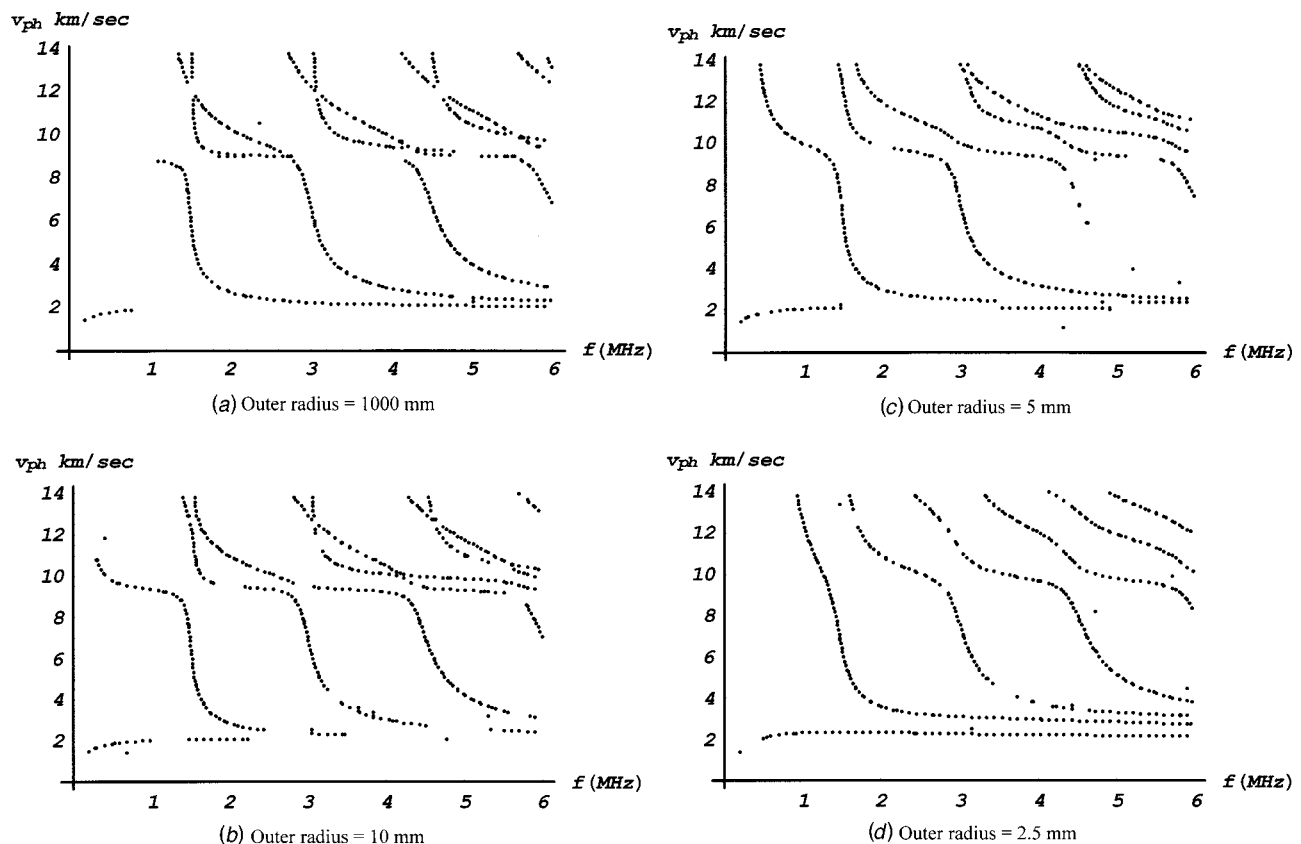 v_ph km/sec
14
12
10
8
6
4
2
1 2 3 4 5 6
f (MHz)
(a) Outer radius = 1000 mm
v_ph km/sec
14
12
10
8
6
4
2
1 2 3 4 5 6
f (MHz)
(c) Outer radius = 5 mm
v_ph km/sec
14
12
10
8
6
4
2
1 2 3 4 5 6
f (MHz)
(b) Outer radius = 10 mm
v_ph km/sec
14
12
10
8
6
4
2
1 2 3 4 5 6
f (MHz)
(d) Outer radius = 2.5 mm